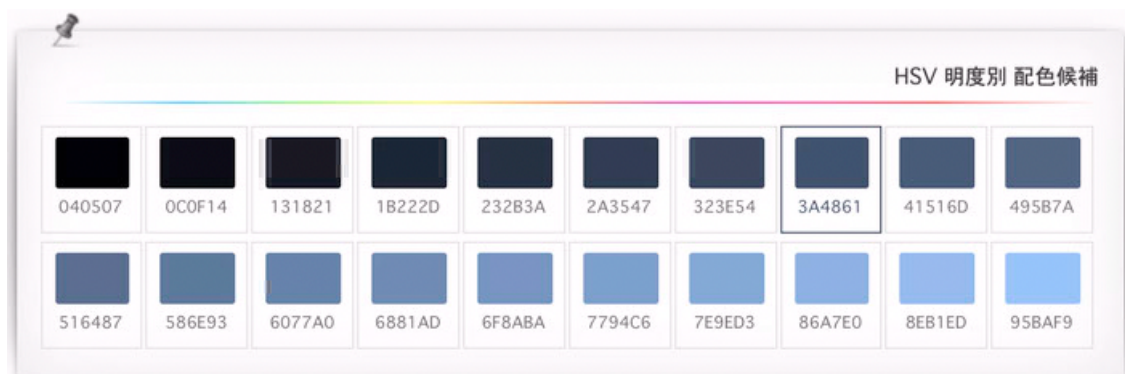 HSV 明度別 配色候補
040507 0C0F14 131821 1B222D 232B3A 2A3547 323E54 3A4861 41516D 495B7A
516487 586E93 6077A0 6881AD 6F8ABA 7794C6 7E9ED3 86A7E0 8EB1ED 95BAF9